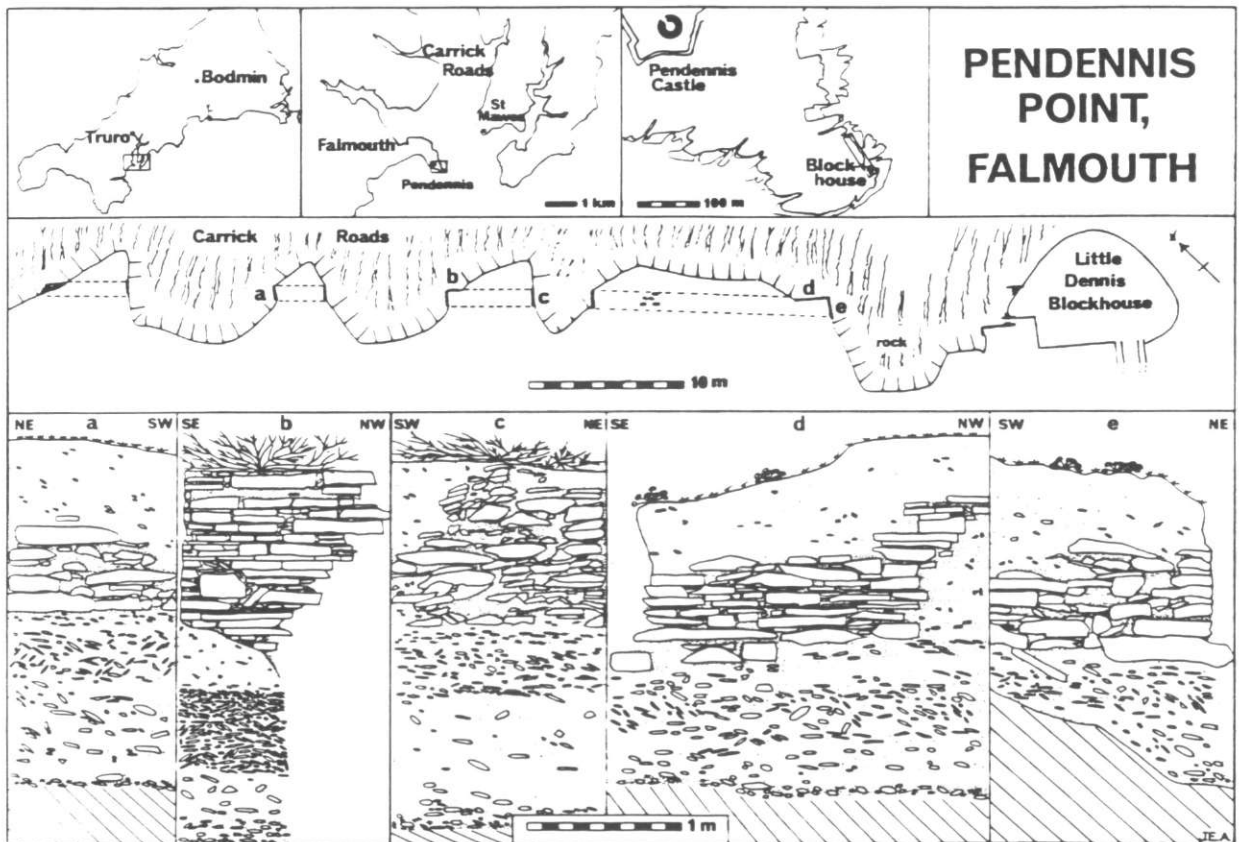 Bodmin
Truro
Carrick
Roads
St
Mawes
Falmouth
Pendennis
1 km
Pendennis
Castle
Block
house
100 m
PENDENNIS
POINT,
FALMOUTH
Carrick Roads
a
b
c
d
e
rock
Little
Dennis
Blockhouse
10 m
NE a SW
SE b NW
SW c NE
SE d NW
SW e NE
1 m
J.E.A.